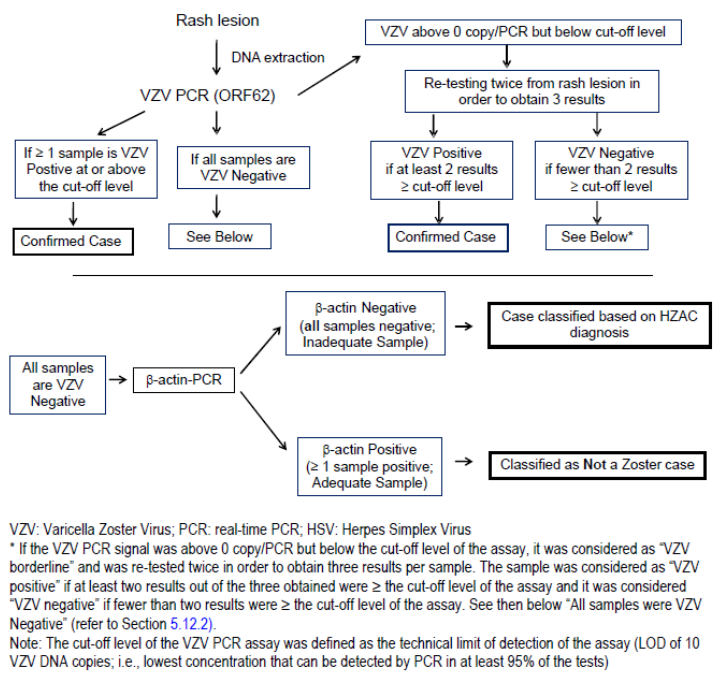 Rash lesion
DNA extraction
VZV PCR (ORF62)
VZV above 0 copy/PCR but below cut-off level
Re-testing twice from rash lesion in
order to obtain 3 results
If ≥ 1 sample is VZV
Postive at or above
the cut-off level
If all samples are
VZV Negative
VZV Positive
if at least 2 results
≥ cut-off level
VZV Negative
if fewer than 2 results
≥ cut-off level
Confirmed Case
See Below
Confirmed Case
See Below*
All samples
are VZV
Negative
β-actin-PCR
β-actin Negative
(all samples negative;
Inadequate Sample)
Case classified based on HZAC
diagnosis
β-actin Positive
(≥ 1 sample positive;
Adequate Sample)
Classified as Not a Zoster case
VZV: Varicella Zoster Virus; PCR: real-time PCR; HSV: Herpes Simplex Virus
* If the VZV PCR signal was above 0 copy/PCR but below the cut-off level of the assay, it was considered as “VZV
borderline” and was re-tested twice in order to obtain three results per sample. The sample was considered as “VZV
positive” if at least two results out of the three obtained were ≥ the cut-off level of the assay and it was considered
“VZV negative” if fewer than two results were ≥ the cut-off level of the assay. See then below “All samples were VZV
Negative” (refer to Section 5.12.2).
Note: The cut-off level of the VZV PCR assay was defined as the technical limit of detection of the assay (LOD of 10
VZV DNA copies; i.e., lowest concentration that can be detected by PCR in at least 95% of the tests)